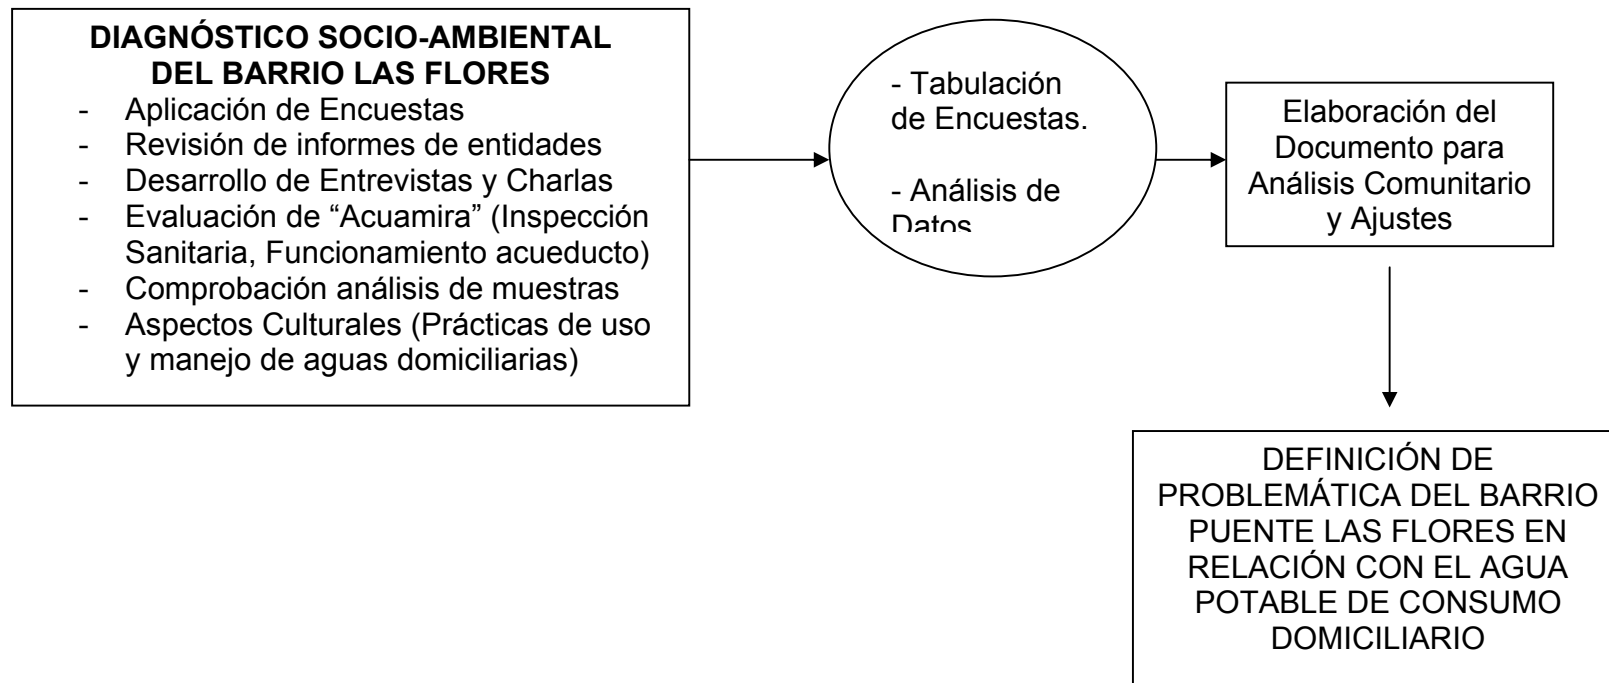 DIAGNÓSTICO SOCIO-AMBIENTAL
DEL BARRIO LAS FLORES
- Aplicación de Encuestas
- Revisión de informes de entidades
- Desarrollo de Entrevistas y Charlas
- Evaluación de “Acuamira” (Inspección
Sanitaria, Funcionamiento acueducto)
- Comprobación análisis de muestras
- Aspectos Culturales (Prácticas de uso
y manejo de aguas domiciliarias)
- Tabulación
de Encuestas.
- Análisis de
Datos
Elaboración del
Documento para
Análisis Comunitario
y Ajustes
DEFINICIÓN DE
PROBLEMÁTICA DEL BARRIO
PUENTE LAS FLORES EN
RELACIÓN CON EL AGUA
POTABLE DE CONSUMO
DOMICILIARIO